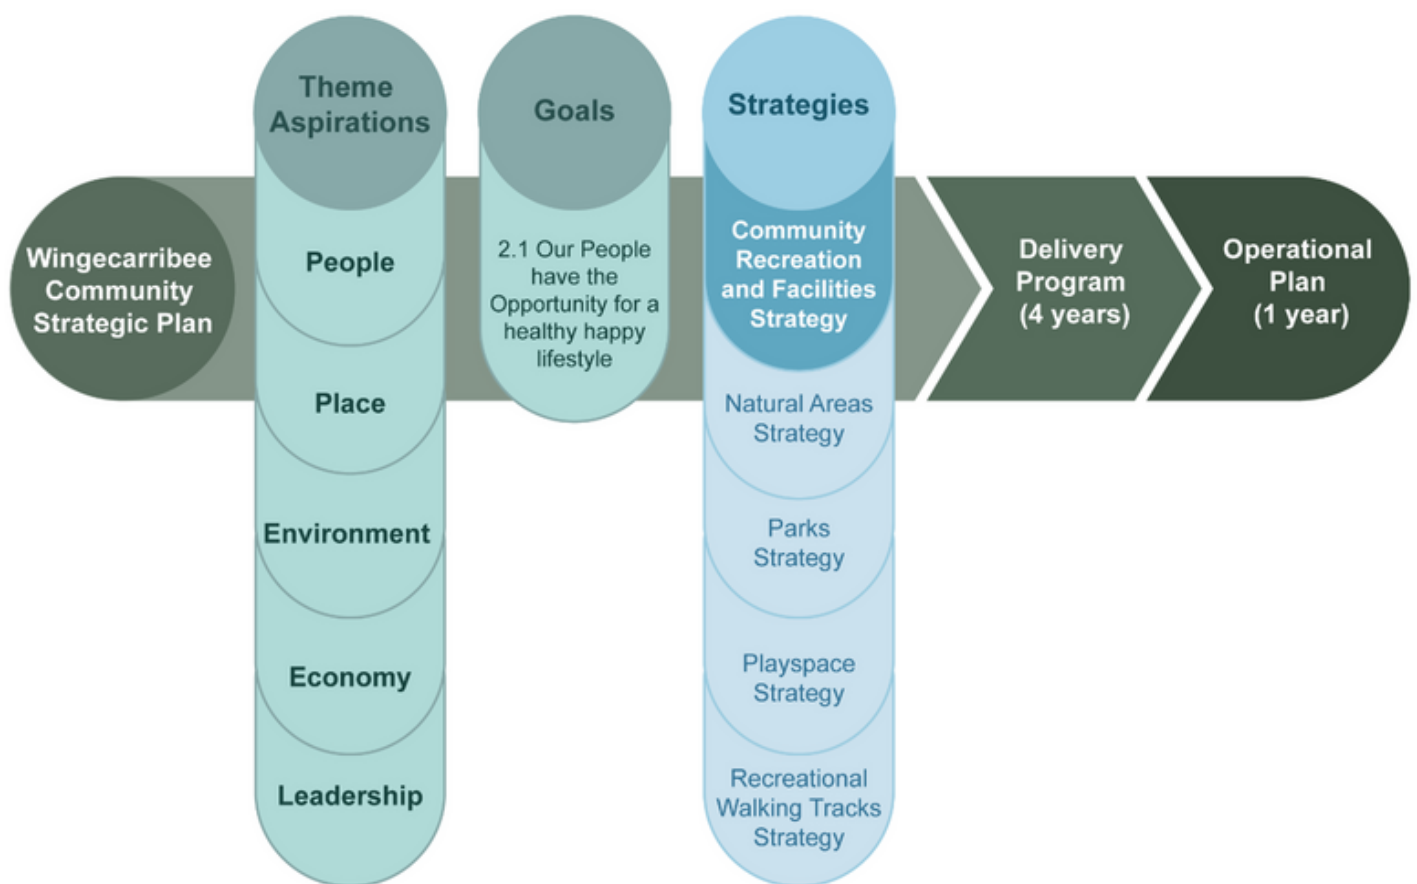 Wingecarribee
Community
Strategic Plan
Theme
Aspirations
People
Place
Environment
Economy
Leadership
Goals
2.1 Our People
have the
Opportunity for a
healthy happy
lifestyle
Strategies
Community
Recreation
and Facilities
Strategy
Natural Areas
Strategy
Parks
Strategy
Playspace
Strategy
Recreational
Walking Tracks
Strategy
Delivery
Program
(4 years)
Operational
Plan
(1 year)